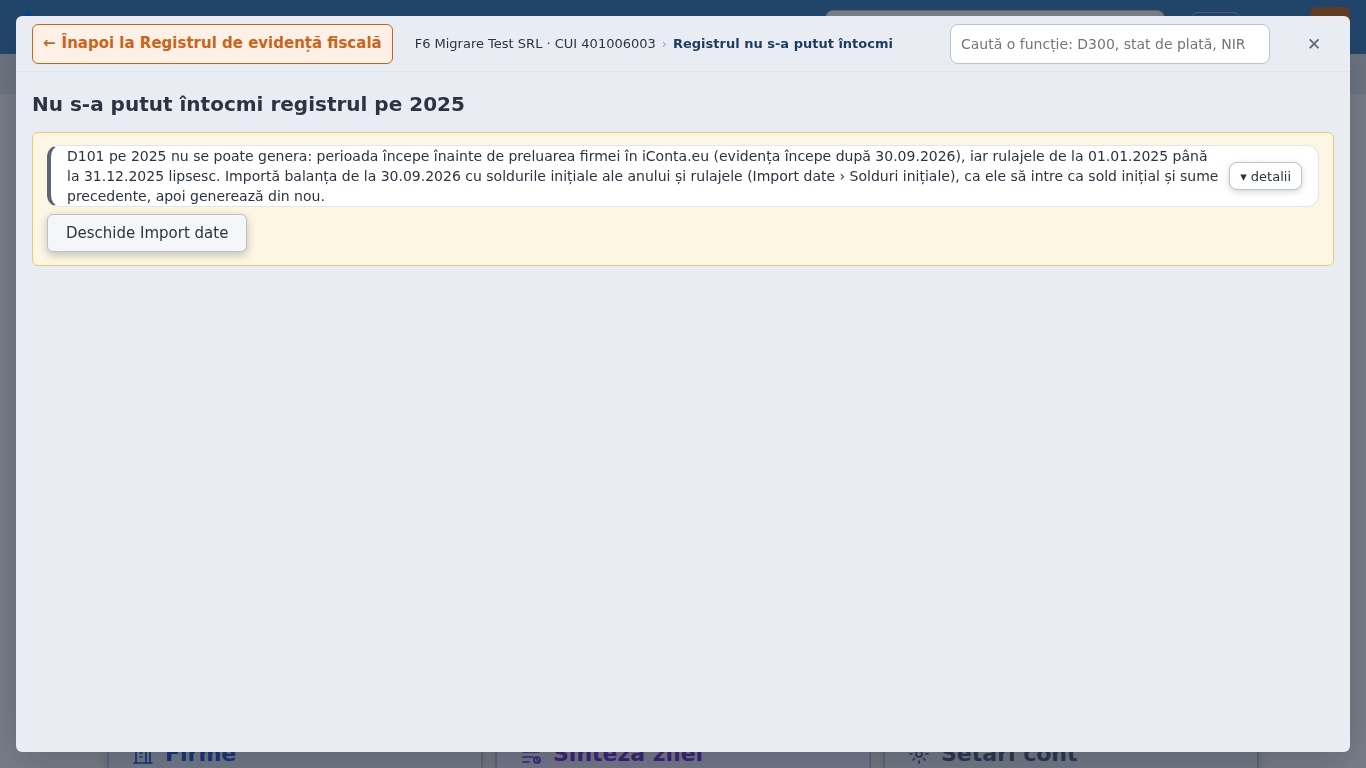 ← Înapoi la Registrul de evidență fiscală
F6 Migrare Test SRL · CUI 401006003 › Registrul nu s-a putut întocmi
Caută o funcție: D300, stat de plată, NIR
✕
Nu s-a putut întocmi registrul pe 2025
D101 pe 2025 nu se poate genera: perioada începe înainte de preluarea firmei în iConta.eu (evidența începe după 30.09.2026), iar rulajele de la 01.01.2025 până
la 31.12.2025 lipsesc. Importă balanța de la 30.09.2026 cu soldurile inițiale ale anului și rulajele (Import date › Solduri inițiale), ca ele să intre ca sold inițial și sume
precedente, apoi generează din nou.
▾ detalii
Deschide Import date
Firme
Sinteza zilei
Setări cont